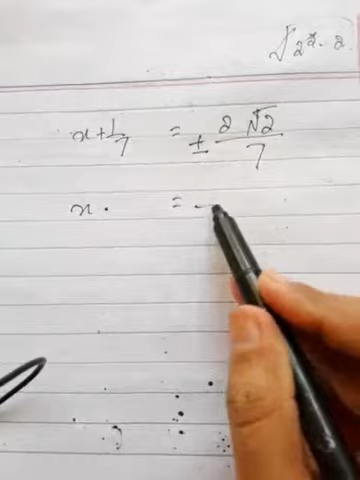 √2². 2
x + 1/7 = ± 2√2/7
x = -